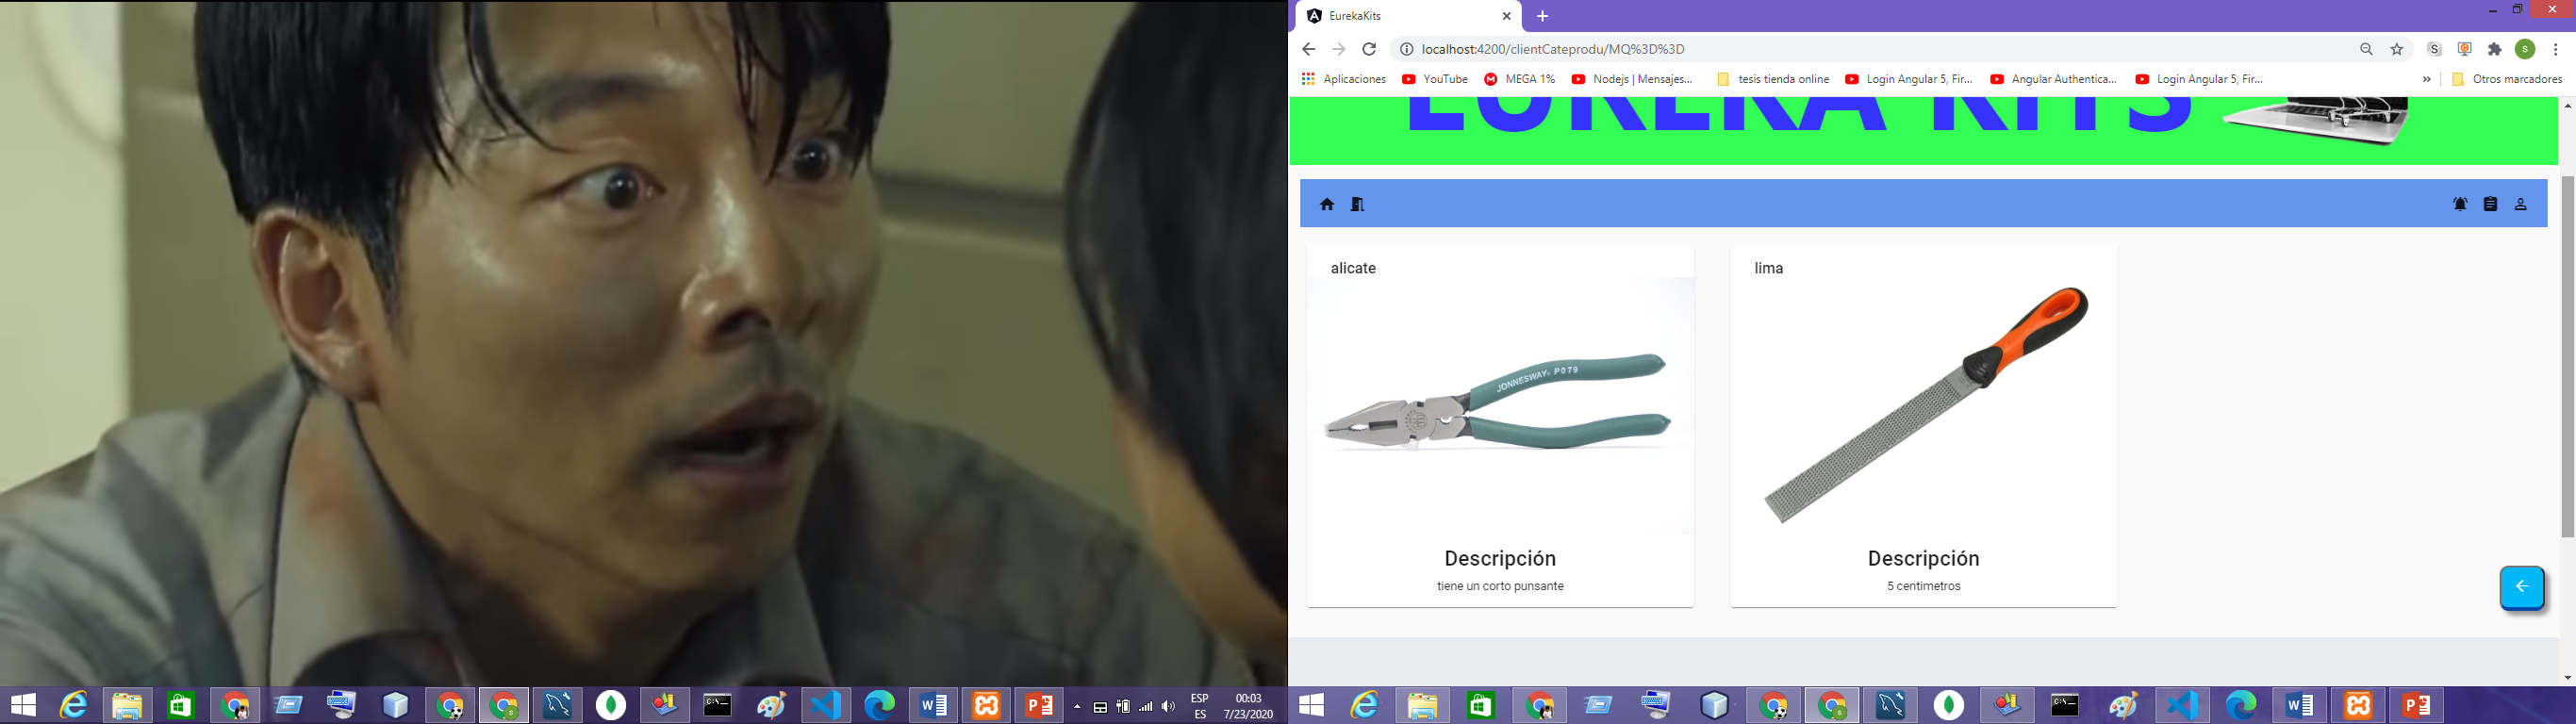 EurekaKits
localhost:4200/clientCateprodu/MQ%3D%3D
S
s
Aplicaciones
YouTube
M
MEGA 1%
Nodejs | Mensajes...
tesis tienda online
Login Angular 5, Fir...
Angular Authentica...
Login Angular 5, Fir...
»
Otros marcadores
EUREKA KITS
alicate
lima
JONNESWAY® P079
Descripción
tiene un corto punsante
Descripción
5 centimetros
ESP
ES
00:03
7/23/2020